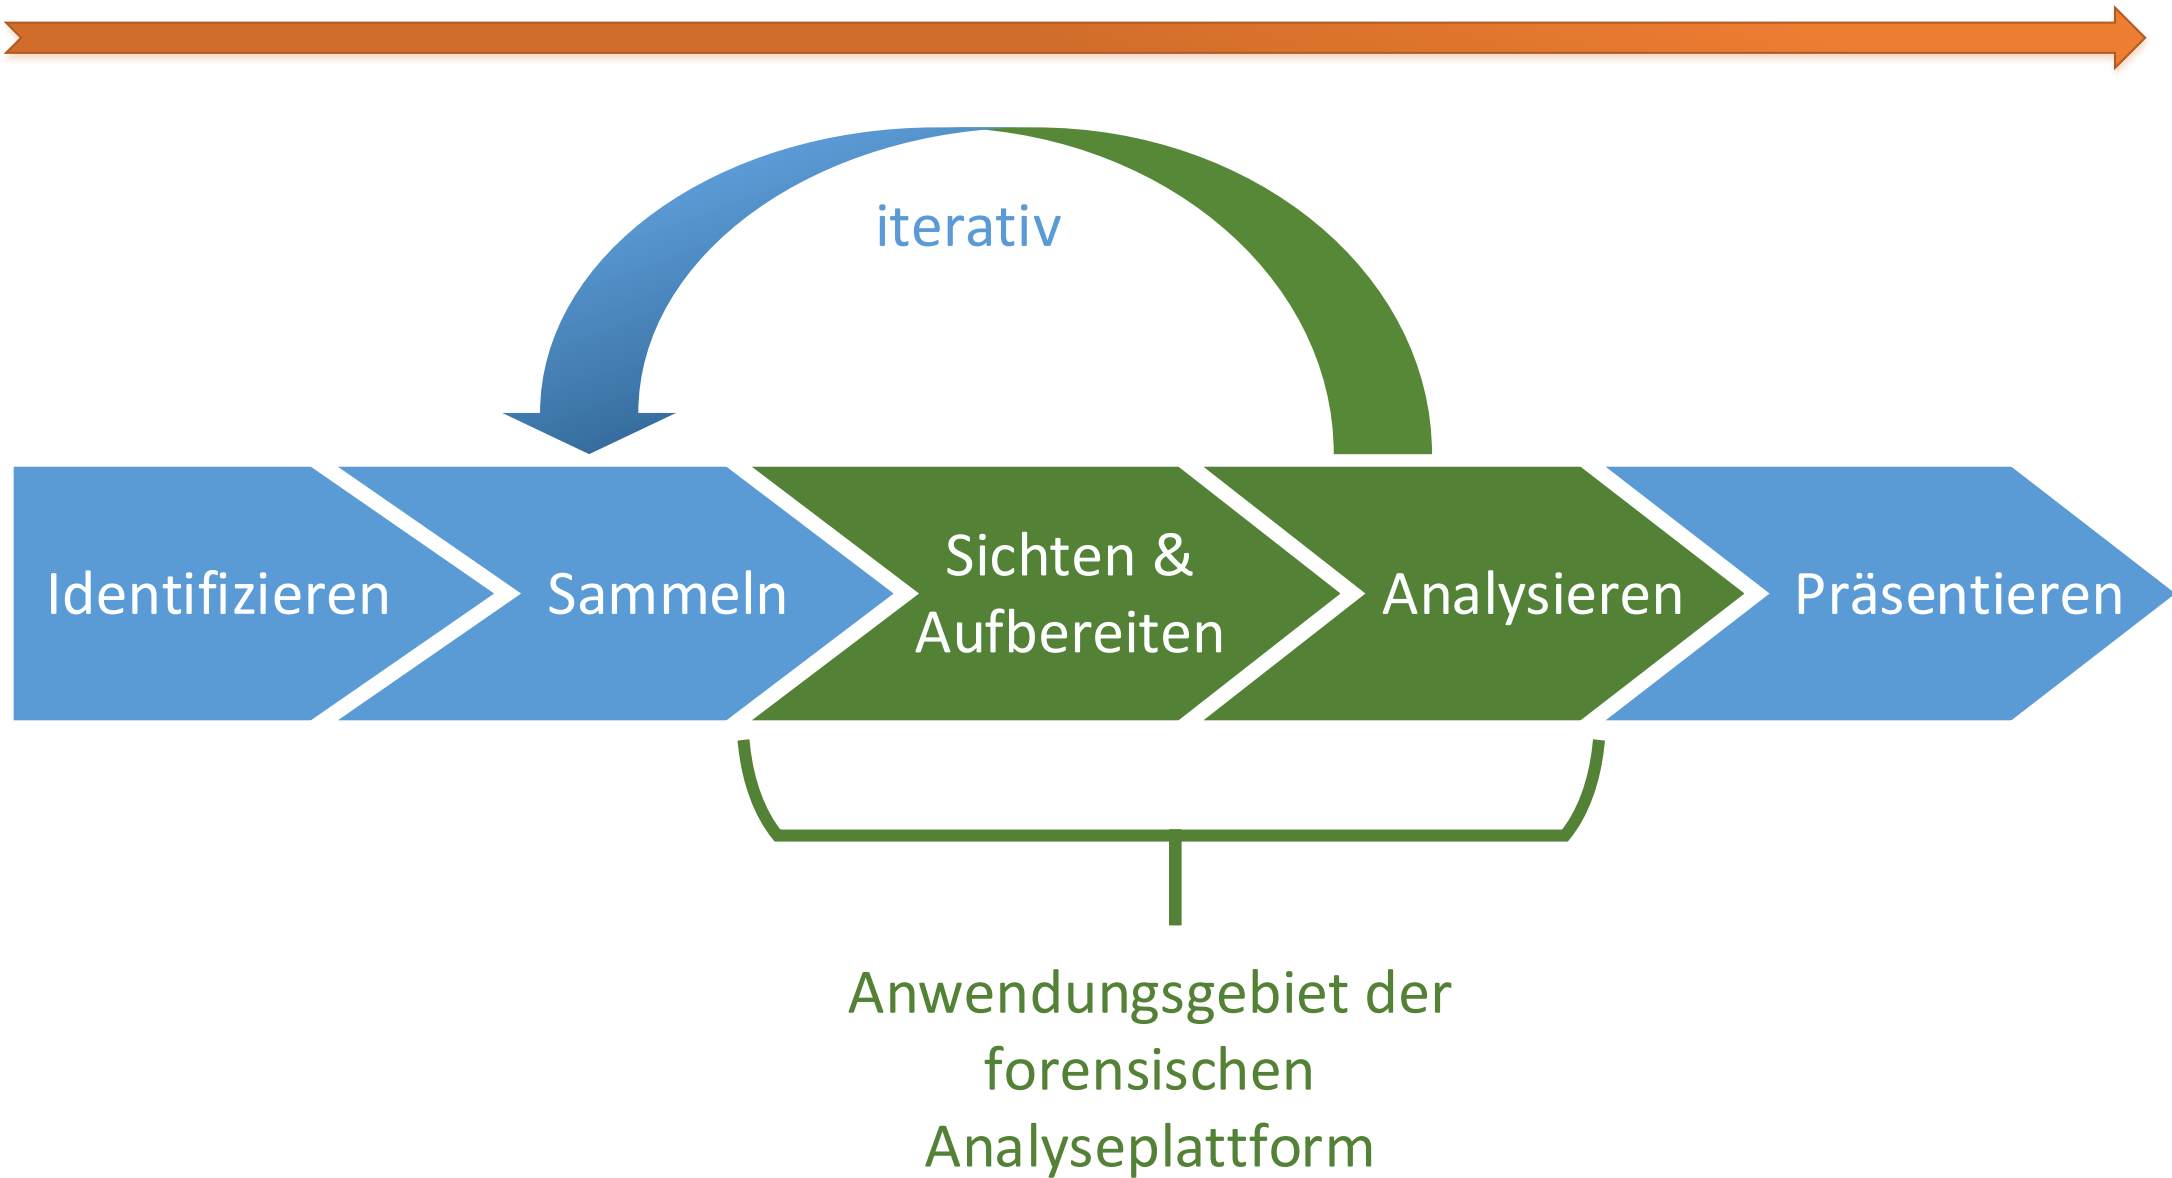 iterativ
Identifizieren
Sammeln
Sichten &
Aufbereiten
Analysieren
Präsentieren
Anwendungsgebiet der
forensischen
Analyseplattform